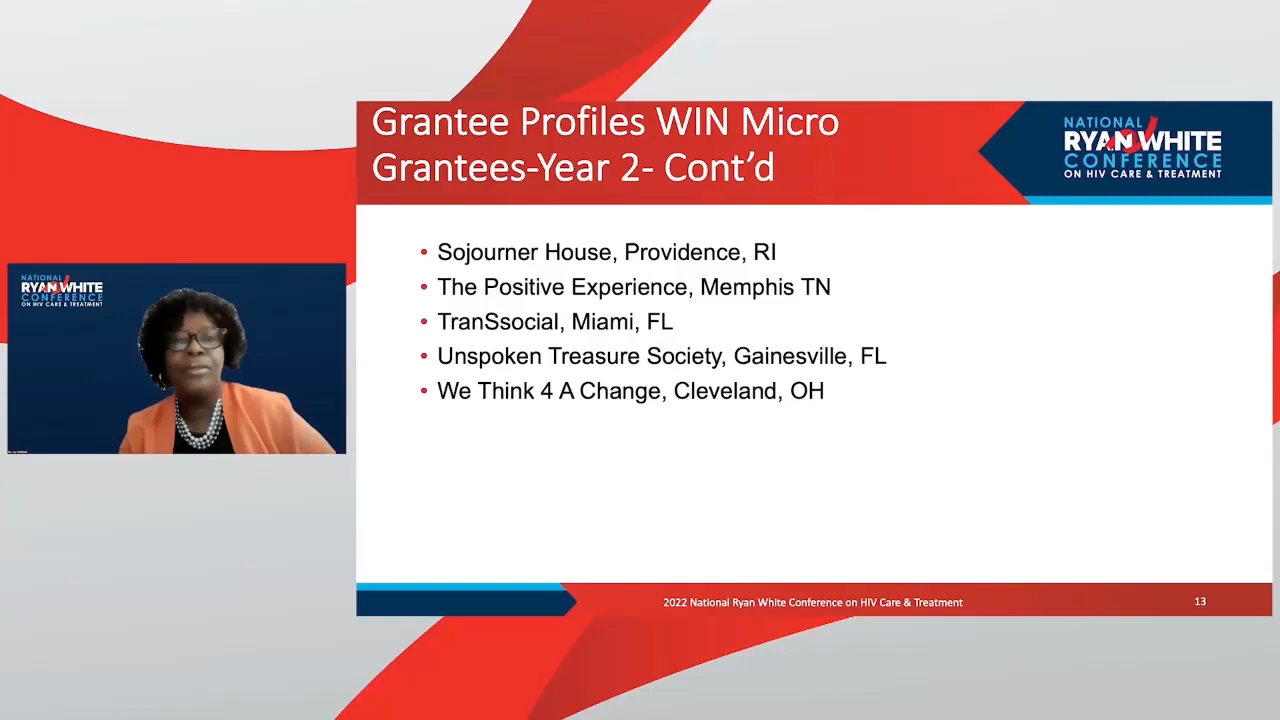 Grantee Profiles WIN Micro
Grantees-Year 2- Cont’d
NATIONAL
RYAN WHITE
CONFERENCE
ON HIV CARE & TREATMENT
• Sojourner House, Providence, RI
• The Positive Experience, Memphis TN
• TranSsocial, Miami, FL
• Unspoken Treasure Society, Gainesville, FL
• We Think 4 A Change, Cleveland, OH
NATIONAL
RYAN WHITE
CONFERENCE
ON HIV CARE & TREATMENT
2022 National Ryan White Conference on HIV Care & Treatment
13